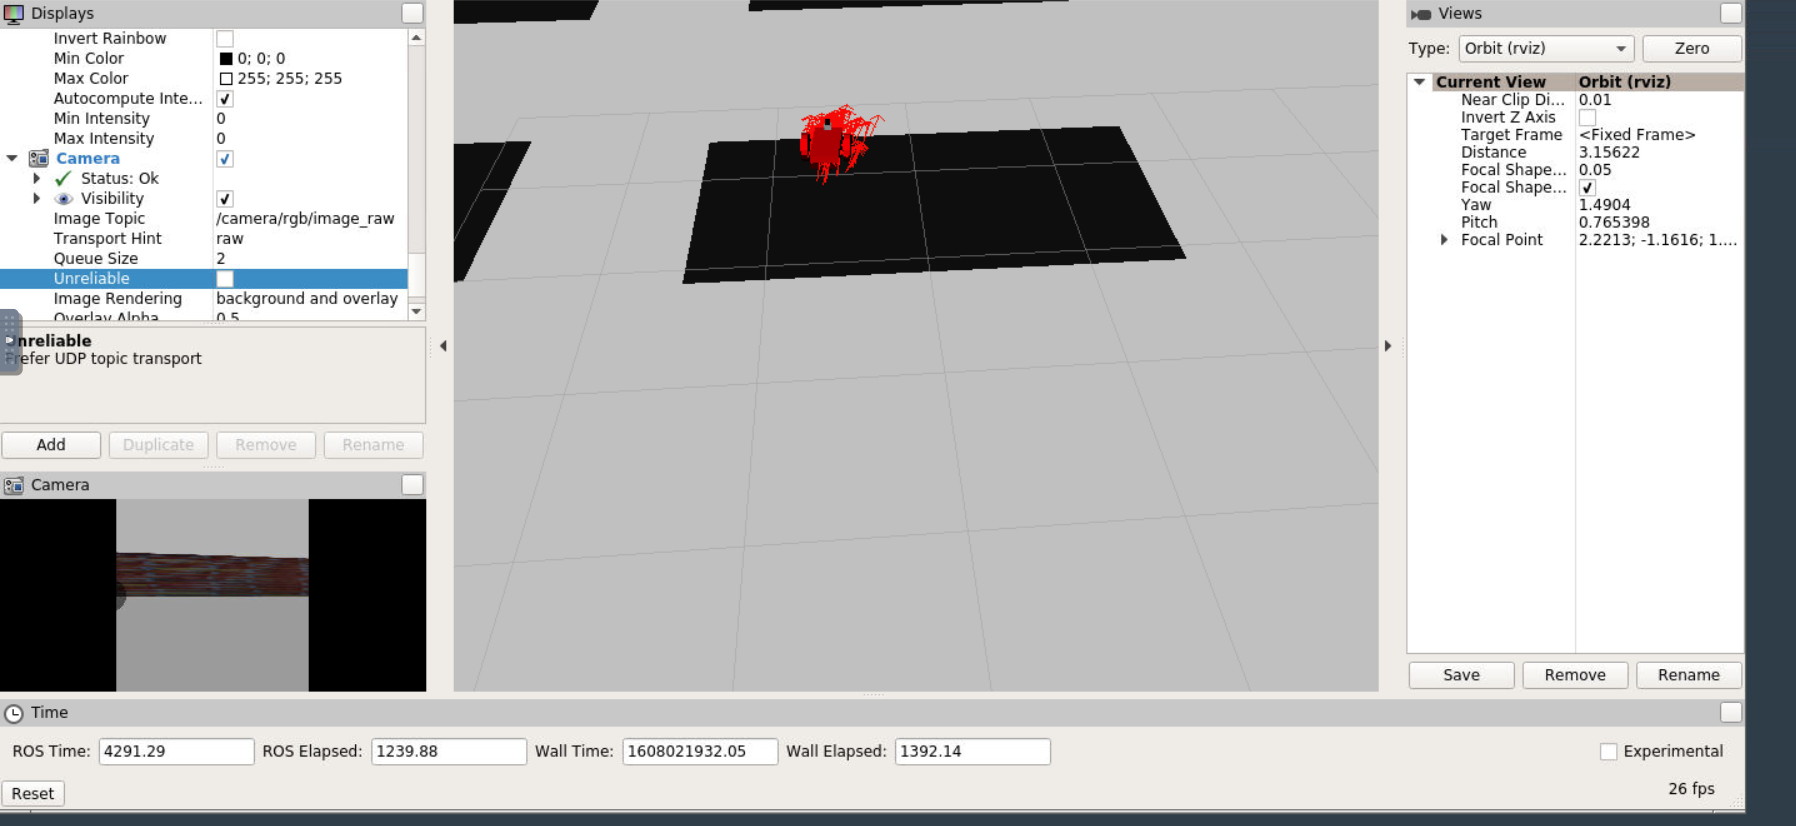 Displays
Invert Rainbow
Min Color 0; 0; 0
Max Color 255; 255; 255
Autocompute Inte...
Min Intensity 0
Max Intensity 0
Camera
Status: Ok
Visibility
Image Topic /camera/rgb/image_raw
Transport Hint raw
Queue Size 2
Unreliable
Image Rendering background and overlay
Overlay Alpha 0.5
nreliable
refer UDP topic transport
Add Duplicate Remove Rename
Camera
Views
Type: Orbit (rviz) Zero
Current View Orbit (rviz)
Near Clip Di... 0.01
Invert Z Axis
Target Frame <Fixed Frame>
Distance 3.15622
Focal Shape... 0.05
Focal Shape...
Yaw 1.4904
Pitch 0.765398
Focal Point 2.2213; -1.1616; 1....
Save Remove Rename
Time
ROS Time: 4291.29 ROS Elapsed: 1239.88 Wall Time: 1608021932.05 Wall Elapsed: 1392.14 Experimental
Reset 26 fps